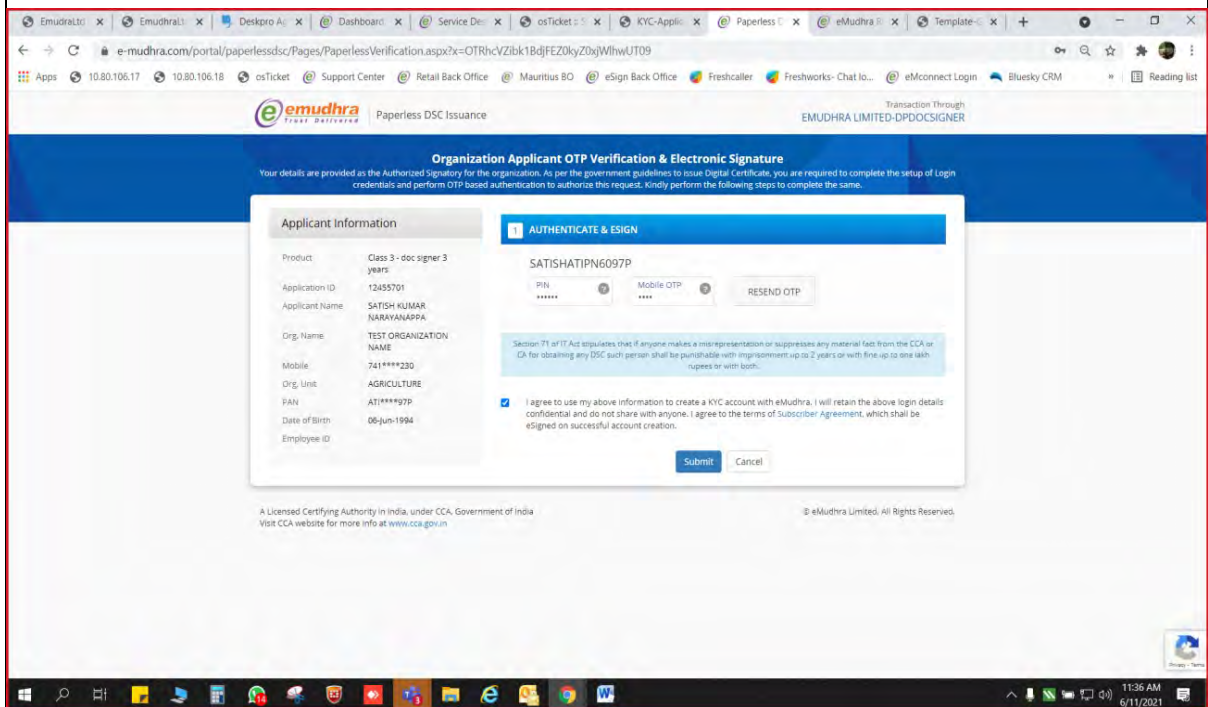 EmudraLtd
EmudhraLt
Deskpro A
Dashboard
Service De
osTicket :: S
KYC-Applic
Paperless D
eMudhra R
Template-
e-mudhra.com/portal/paperlessdsc/Pages/PaperlessVerification.aspx?x=OTRhcVZibk1BdjFEZ0kyZ0xjWlhwUT09
Apps
10.80.106.17
10.80.106.18
osTicket
Support Center
Retail Back Office
Mauritius BO
eSign Back Office
Freshcaller
Freshworks- Chat lo...
eMconnect Login
Bluesky CRM
»
Reading list
emudhra
Trust Delivered
Paperless DSC Issuance
Transaction Through
EMUDHRA LIMITED-DPDOCSIGNER
Organization Applicant OTP Verification & Electronic Signature
Your details are provided as the Authorized Signatory for the organization. As per the government guidelines to issue Digital Certificate, you are required to complete the setup of Login
credentials and perform OTP based authentication to authorize this request. Kindly perform the following steps to complete the same.
Applicant Information
Product Class 3 - doc signer 3
years
Application ID 12455701
Applicant Name SATISH KUMAR
NARAYANAPPA
Org. Name TEST ORGANIZATION
NAME
Mobile 741****230
Org. Unit AGRICULTURE
PAN ATI****97P
Date of Birth 06-Jun-1994
Employee ID
1 AUTHENTICATE & ESIGN
SATISHATIPN6097P
PIN
••••••
Mobile OTP
••••
RESEND OTP
Section 71 of IT Act stipulates that if anyone makes a misrepresentation or suppresses any material fact from the CCA or
CA for obtaining any DSC such person shall be punishable with imprisonment up to 2 years or with fine up to one lakh
rupees or with both.
I agree to use my above information to create a KYC account with eMudhra. I will retain the above login details
confidential and do not share with anyone. I agree to the terms of Subscriber Agreement, which shall be
eSigned on successful account creation.
Submit
Cancel
A Licensed Certifying Authority in India, under CCA, Government of India
Visit CCA website for more info at www.cca.gov.in
© eMudhra Limited. All Rights Reserved.
Privacy - Terms
11:36 AM
6/11/2021